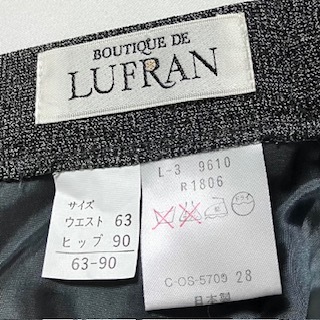 BOUTIQUE DE
LUFRAN
サイズ
ウエスト 63
ヒップ 90
63-90
L-3 9610
R1806
C-OS-5709 28
日本製